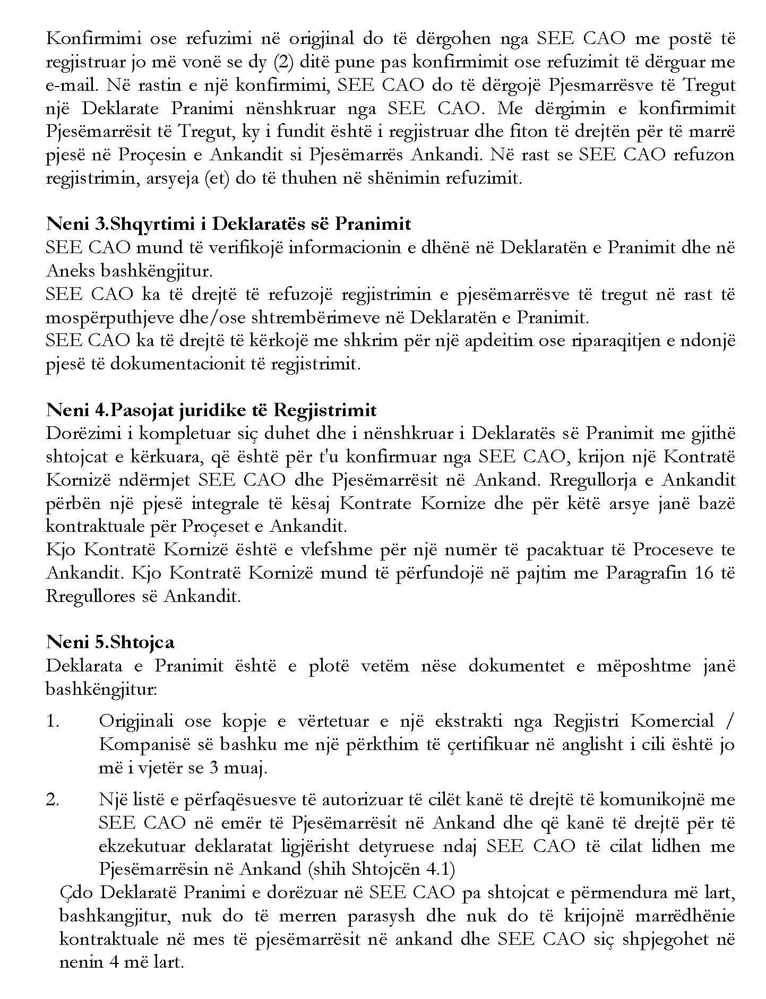 Konfirmimi ose refuzimi në origjinal do të dërgohen nga SEE CAO me postë të
regjistruar jo më vonë se dy (2) ditë pune pas konfirmimit ose refuzimit të dërguar me
e-mail. Në rastin e një konfirmimi, SEE CAO do të dërgojë Pjesmarrësve të Tregut
një Deklarate Pranimi nënshkruar nga SEE CAO. Me dërgimin e konfirmimit
Pjesëmarrësit të Tregut, ky i fundit është i regjistruar dhe fiton të drejtën për të marrë
pjesë në Proçesin e Ankandit si Pjesëmarrës Ankandi. Në rast se SEE CAO refuzon
regjistrimin, arsyeja (et) do të thuhen në shënimin refuzimit.
Neni 3.Shqyrtimi i Deklaratës së Pranimit
SEE CAO mund të verifikojë informacionin e dhënë në Deklaratën e Pranimit dhe në
Aneks bashkëngjitur.
SEE CAO ka të drejtë të refuzojë regjistrimin e pjesëmarrësve të tregut në rast të
mospërputhjeve dhe/ose shtrembërimeve në Deklaratën e Pranimit.
SEE CAO ka të drejtë të kërkojë me shkrim për një apdeitim ose riparaqitjen e ndonjë
pjesë të dokumentacionit të regjistrimit.
Neni 4.Pasojat juridike të Regjistrimit
Dorëzimi i kompletuar siç duhet dhe i nënshkruar i Deklaratës së Pranimit me gjithë
shtojcat e kërkuara, që është për t'u konfirmuar nga SEE CAO, krijon një Kontratë
Kornizë ndërmjet SEE CAO dhe Pjesëmarrësit në Ankand. Rregullorja e Ankandit
përbën një pjesë integrale të kësaj Kontrate Kornize dhe për këtë arsye janë bazë
kontraktuale për Proçeset e Ankandit.
Kjo Kontratë Kornizë është e vlefshme për një numër të pacaktuar të Proceseve te
Ankandit. Kjo Kontratë Kornizë mund të përfundojë në pajtim me Paragrafin 16 të
Rregullores së Ankandit.
Neni 5.Shtojca
Deklarata e Pranimit është e plotë vetëm nëse dokumentet e mëposhtme janë
bashkëngjitur:
1. Origjinali ose kopje e vërtetuar e një ekstrakti nga Regjistri Komercial /
Kompanisë së bashku me një përkthim të çertifikuar në anglisht i cili është jo
më i vjetër se 3 muaj.
2. Një listë e përfaqësuesve të autorizuar të cilët kanë të drejtë të komunikojnë me
SEE CAO në emër të Pjesëmarrësit në Ankand dhe që kanë të drejtë për të
ekzekutuar deklaratat ligjërisht detyruese ndaj SEE CAO të cilat lidhen me
Pjesëmarrësin në Ankand (shih Shtojcën 4.1)
Çdo Deklaratë Pranimi e dorëzuar në SEE CAO pa shtojcat e përmendura më lart,
bashkangjitur, nuk do të merren parasysh dhe nuk do të krijojnë marrëdhënie
kontraktuale në mes të pjesëmarrësit në ankand dhe SEE CAO siç shpjegohet në
nenin 4 më lart.